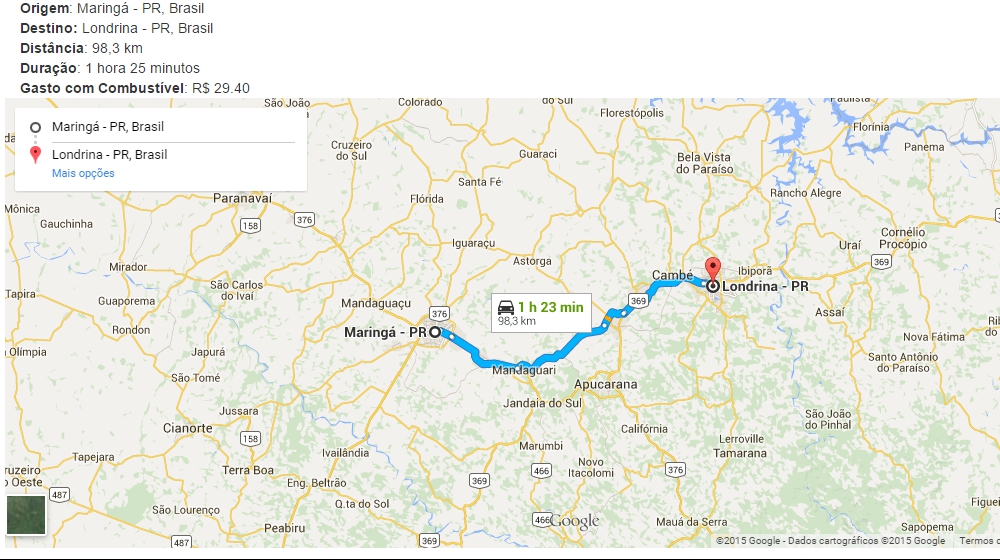 Origem: Maringá - PR, Brasil
Destino: Londrina - PR, Brasil
Distância: 98,3 km
Duração: 1 hora 25 minutos
Gasto com Combustível: R$ 29.40
São João
Colorado
do Sul
Florestópolis
Paulista
Maringá - PR, Brasil
Londrina - PR, Brasil
Mais opções
Cruzeiro
do Sul
Guaraci
Bela Vista
do Paraíso
Florínia
Panema
Santa Fé
Rancho Alegre
Paranavaí
Flórida
Mônica
Gauchinha
158
376
Iguaraçu
Uraí
Cornélio
Procópio
Mirador
Astorga
Cambé
Ibiporã
369
Tapira
Guaporema
São Carlos
do Ivaí
Londrina - PR
Mandaguaçu
376
1 h 23 min
98,3 km
369
Assaí
Rondon
Maringá - PR
Nova Fátima
Olímpia
Japurá
Mandaguari
Santo Antônio
do Paraíso
São Tomé
Apucarana
Jussara
Jandaia do Sul
São João
do Pinhal
Cianorte
158
Califórnia
Lerroville
Tamarana
Tapejara
Ivailândia
Marumbi
Terra Boa
466
Novo
Itacolomi
376
ruzeiro
o Oeste
487
Eng. Beltrão
369
Figuei
São Lourenço
Q.ta do Sol
Peabiru
466
Google
Mauá da Serra
Sapopema
487
369
©2015 Google - Dados cartográficos ©2015 Google
Termos c